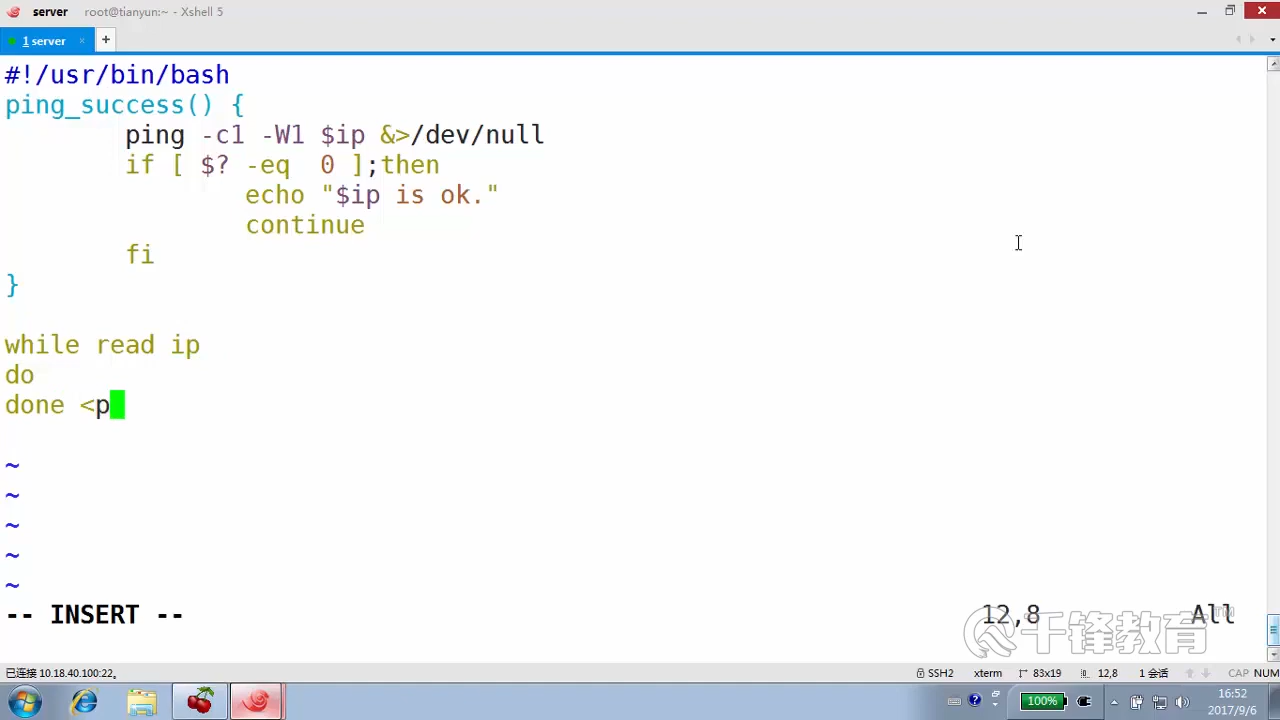 server root@tianyun:~ - Xshell 5
1 server × +
#!/usr/bin/bash
ping_success() {
ping -c1 -W1 $ip &>/dev/null
if [ $? -eq  0 ];then
echo "$ip is ok."
continue
fi
}
while read ip
do
done <p
~
~
~
~
~
-- INSERT -- 12,8 All
千锋教育
已连接 10.18.40.100:22。 SSH2 xterm 83x19 12,8 1 会话 CAP NUM
100% 16:52
2017/9/6